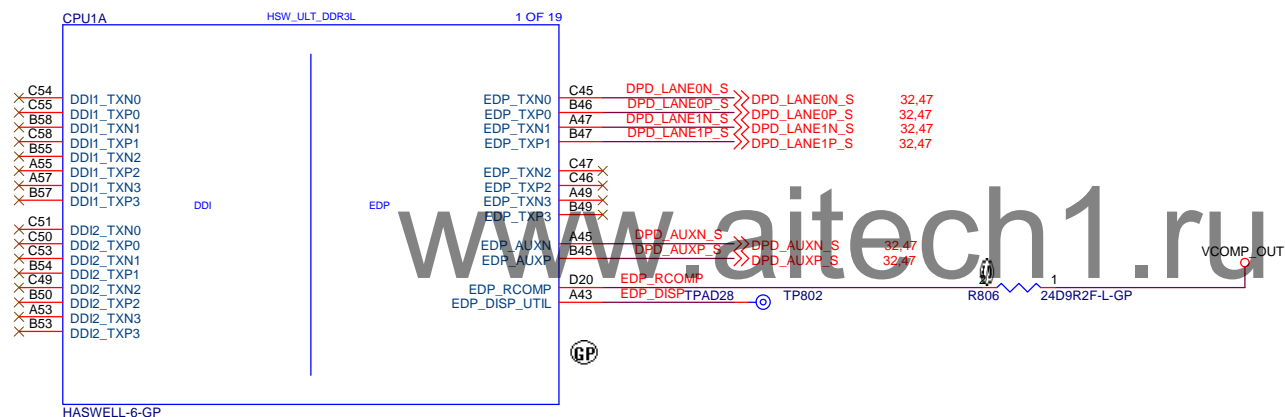 CPU1A HSW_ULT_DDR3L 1 OF 19
C54 DDI1_TXN0
C55 DDI1_TXP0
B58 DDI1_TXN1
C58 DDI1_TXP1
B55 DDI1_TXN2
A55 DDI1_TXP2
A57 DDI1_TXN3
B57 DDI1_TXP3
C51 DDI2_TXN0
C50 DDI2_TXP0
C53 DDI2_TXN1
B54 DDI2_TXP1
C49 DDI2_TXN2
B50 DDI2_TXP2
A53 DDI2_TXN3
B53 DDI2_TXP3
DDI EDP
EDP_TXN0 C45 DPD_LANE0N_S DPD_LANE0N_S 32,47
EDP_TXP0 B46 DPD_LANE0P_S DPD_LANE0P_S 32,47
EDP_TXN1 A47 DPD_LANE1N_S DPD_LANE1N_S 32,47
EDP_TXP1 B47 DPD_LANE1P_S DPD_LANE1P_S 32,47
EDP_TXN2 C47
EDP_TXP2 C46
EDP_TXN3 A49
EDP_TXP3 B49
EDP_AUXN A45 DPD_AUXN_S DPD_AUXN_S 32,47
EDP_AUXP B45 DPD_AUXP_S DPD_AUXP_S 32,47
EDP_RCOMP D20 EDP_RCOMP
EDP_DISP_UTIL A43 EDP_DISP TPAD28 TP802
R806 1 24D9R2F-L-GP
VCOMP_OUT
GP
HASWELL-6-GP
www.aitech1.ru